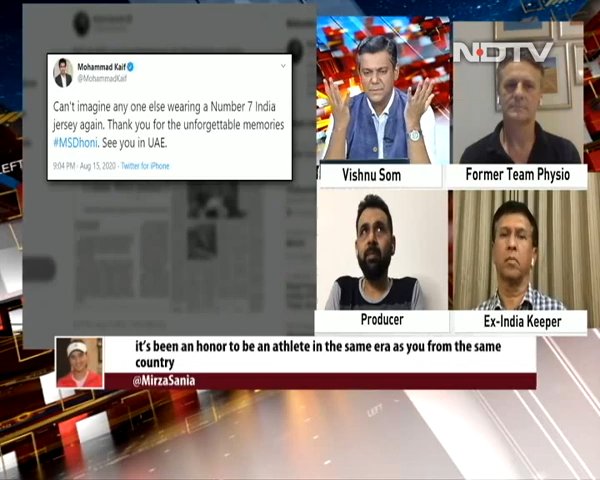 NDTV
Mohammad Kaif
@MohammadKaif
Can't imagine any one else wearing a Number 7 India
jersey again. Thank you for the unforgettable memories
#MSDhoni. See you in UAE.
9:04 PM - Aug 15, 2020 - Twitter for iPhone
Vishnu Som
Former Team Physio
Producer
Ex-India Keeper
it's been an honor to be an athlete in the same era as you from the same
country
@MirzaSania
LEFT
LEFT